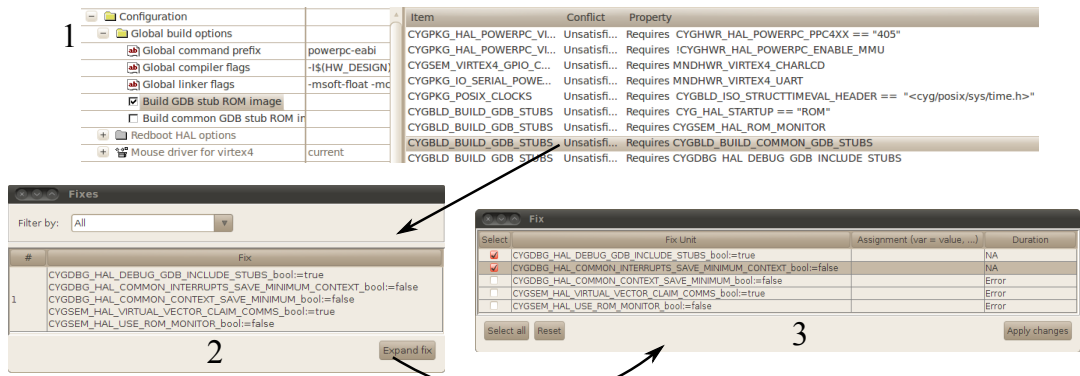 1
Configuration
Global build options
Global command prefix powerpc-eabi
Global compiler flags -I$(HW_DESIGN)
Global linker flags -msoft-float -mc
Build GDB stub ROM image
Build common GDB stub ROM in
Redboot HAL options
Mouse driver for virtex4 current
Item Conflict Property
CYGPKG_HAL_POWERPC_VI... Unsatisfi... Requires CYGHWR_HAL_POWERPC_PPC4XX == "405"
CYGPKG_HAL_POWERPC_VI... Unsatisfi... Requires !CYGHWR_HAL_POWERPC_ENABLE_MMU
CYGSEM_VIRTEX4_GPIO_C... Unsatisfi... Requires MNDHWR_VIRTEX4_CHARLCD
CYGPKG_IO_SERIAL_POWE... Unsatisfi... Requires MNDHWR_VIRTEX4_UART
CYGPKG_POSIX_CLOCKS Unsatisfi... Requires CYGBLD_ISO_STRUCTTIMEVAL_HEADER == "<cyg/posix/sys/time.h>"
CYGBLD_BUILD_GDB_STUBS Unsatisfi... Requires CYG_HAL_STARTUP == "ROM"
CYGBLD_BUILD_GDB_STUBS Unsatisfi... Requires CYGSEM_HAL_ROM_MONITOR
CYGBLD_BUILD_GDB_STUBS Unsatisfi... Requires CYGBLD_BUILD_COMMON_GDB_STUBS
CYGBLD_BUILD_GDB_STUBS Unsatisfi... Requires CYGDBG_HAL_DEBUG_GDB_INCLUDE_STUBS
Fixes
Filter by: All
# Fix
1
CYGDBG_HAL_DEBUG_GDB_INCLUDE_STUBS_bool:=true
CYGDBG_HAL_COMMON_INTERRUPTS_SAVE_MINIMUM_CONTEXT_bool:=false
CYGDBG_HAL_COMMON_CONTEXT_SAVE_MINIMUM_bool:=false
CYGSEM_HAL_VIRTUAL_VECTOR_CLAIM_COMMS_bool:=true
CYGSEM_HAL_USE_ROM_MONITOR_bool:=false
2
Expand fix
Fix
Select Fix Unit Assignment (var = value, ...) Duration
CYGDBG_HAL_DEBUG_GDB_INCLUDE_STUBS_bool:=true NA
CYGDBG_HAL_COMMON_INTERRUPTS_SAVE_MINIMUM_CONTEXT_bool:=false NA
CYGDBG_HAL_COMMON_CONTEXT_SAVE_MINIMUM_bool:=false Error
CYGSEM_HAL_VIRTUAL_VECTOR_CLAIM_COMMS_bool:=true Error
CYGSEM_HAL_USE_ROM_MONITOR_bool:=false Error
Select all Reset 3 Apply changes